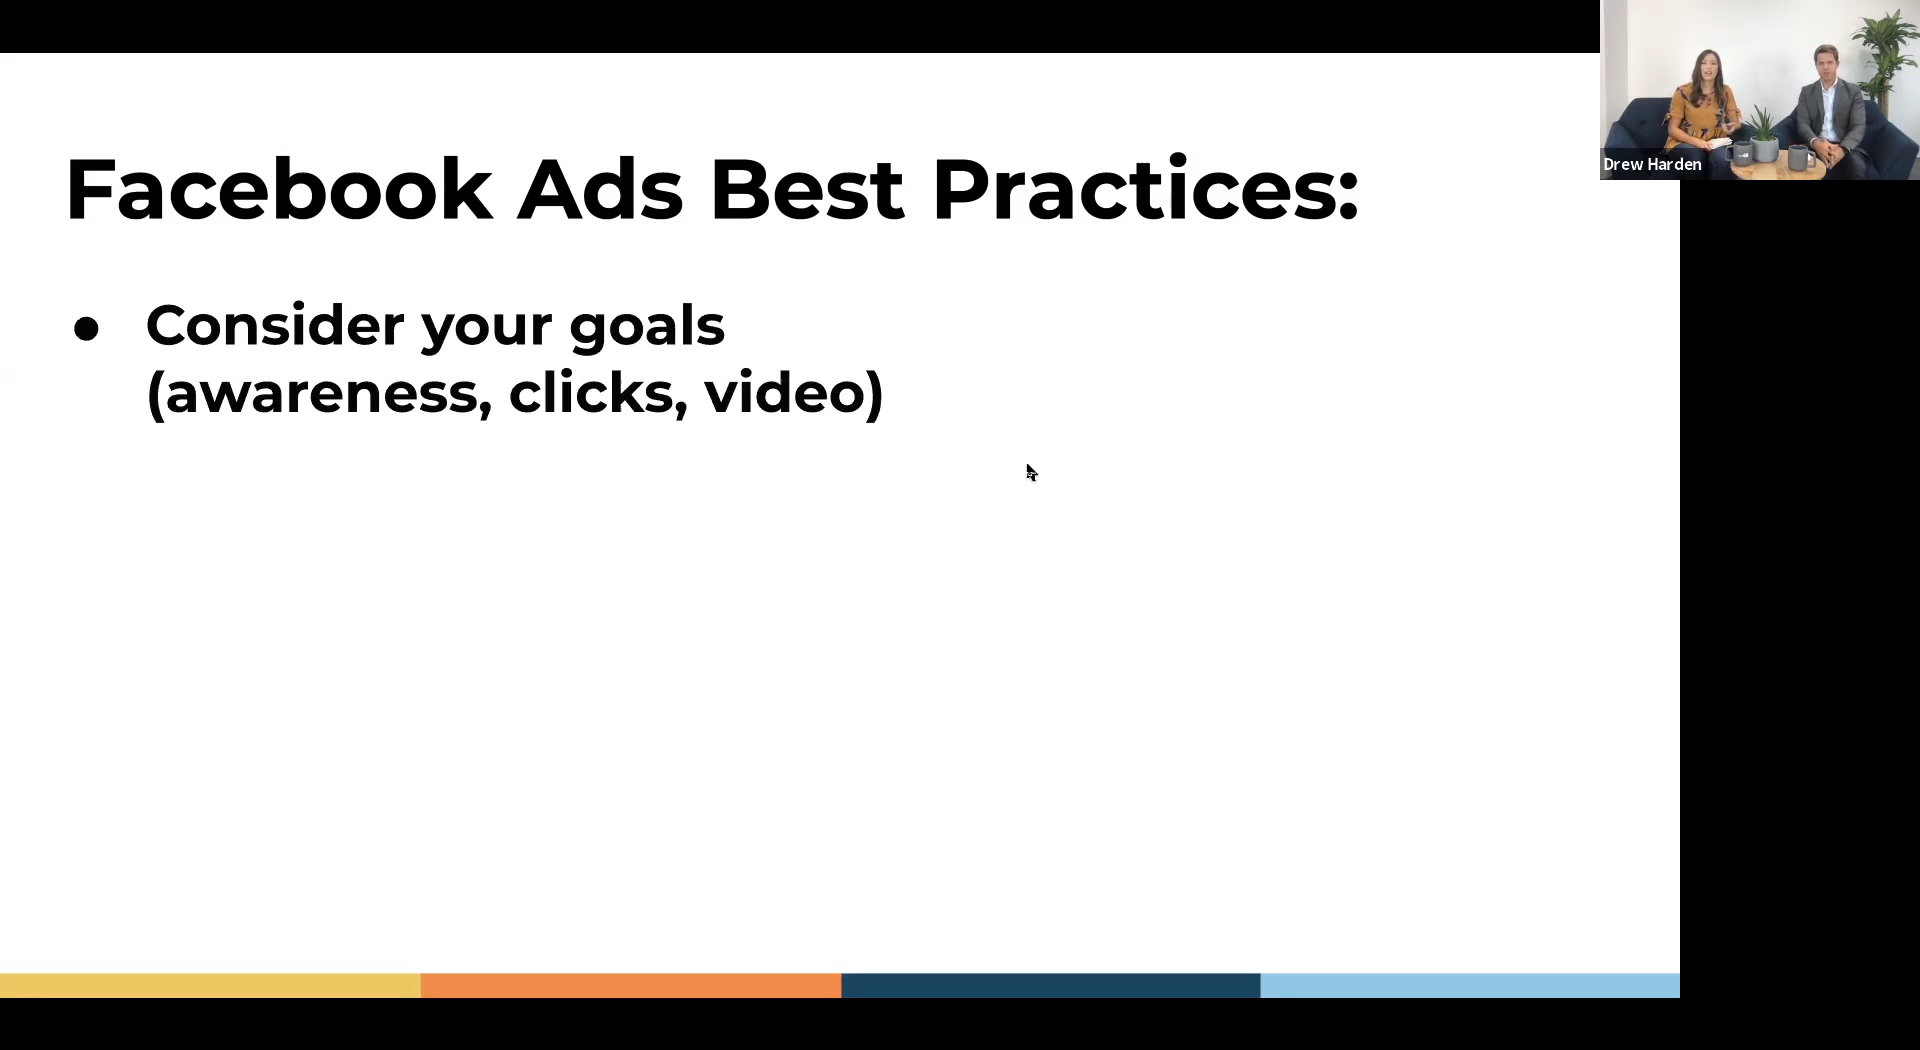 Facebook Ads Best Practices:
● Consider your goals
(awareness, clicks, video)
Drew Harden